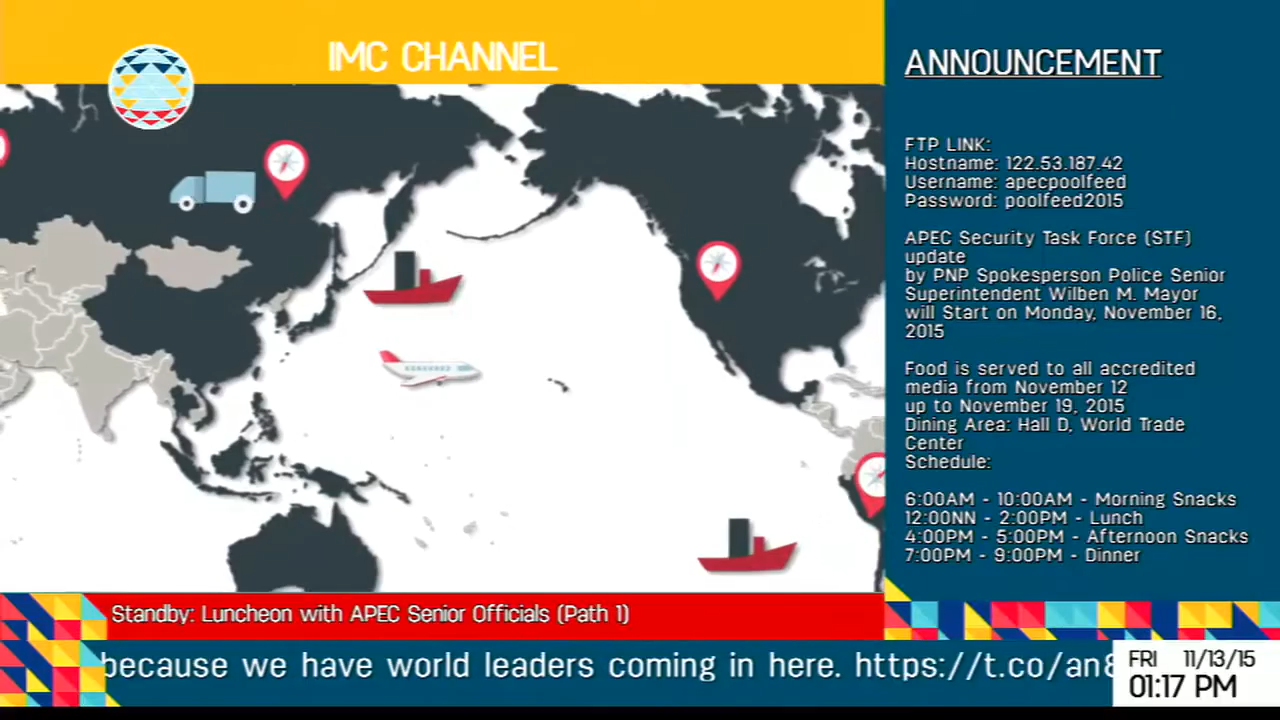 IMC CHANNEL
ANNOUNCEMENT
FTP LINK:
Hostname: 122.53.187.42
Username: apecpoolfeed
Password: poolfeed2015
APEC Security Task Force (STF)
update
by PNP Spokesperson Police Senior
Superintendent Wilben M. Mayor
will Start on Monday, November 16,
2015
Food is served to all accredited
media from November 12
up to November 19, 2015
Dining Area: Hall D, World Trade
Center
Schedule:
6:00AM - 10:00AM - Morning Snacks
12:00NN - 2:00PM - Lunch
4:00PM - 5:00PM - Afternoon Snacks
7:00PM - 9:00PM - Dinner
Standby: Luncheon with APEC Senior Officials (Path 1)
because we have world leaders coming in here. https://t.co/an
FRI 11/13/15
01:17 PM